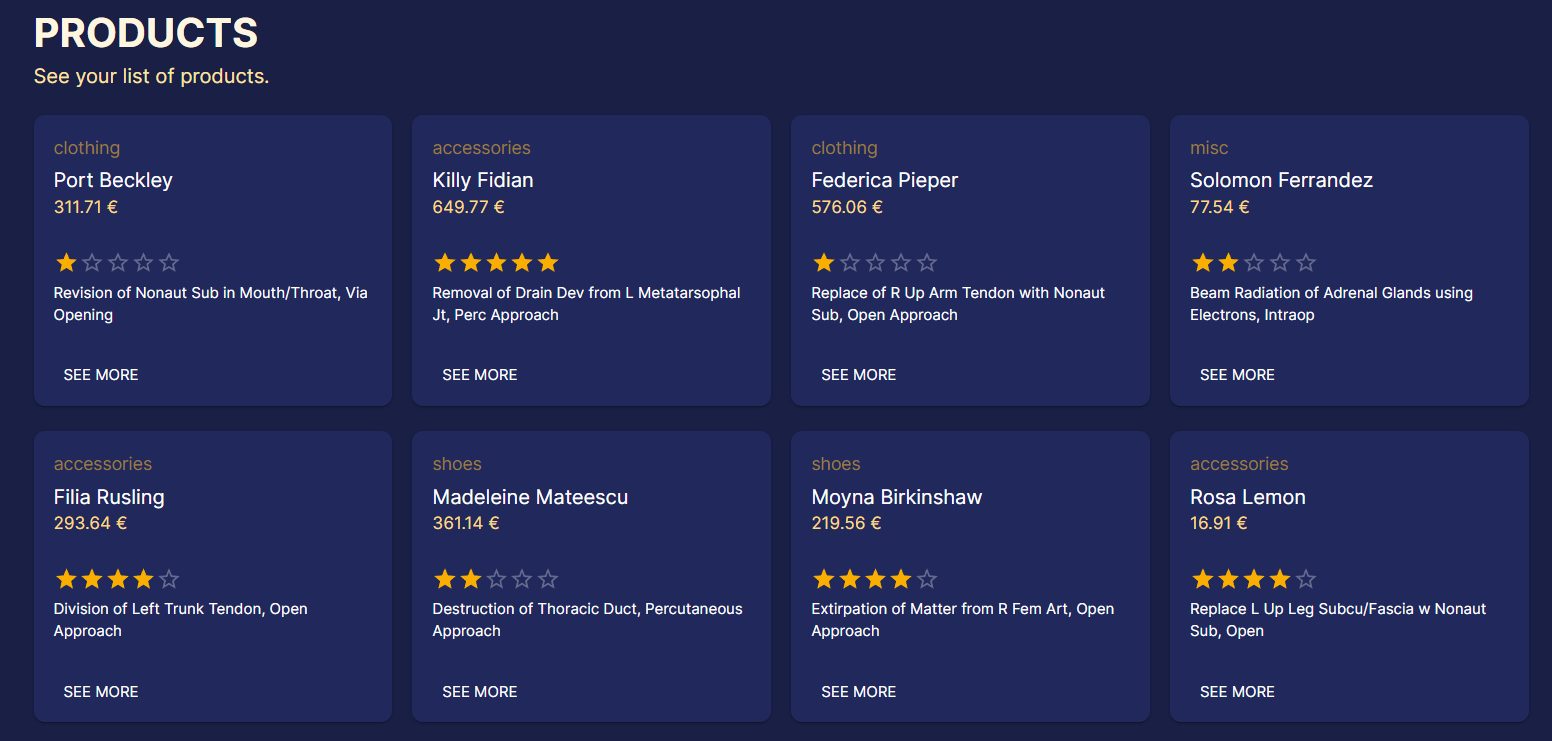 PRODUCTS
See your list of products.
clothing
Port Beckley
311.71 €
Revision of Nonaut Sub in Mouth/Throat, Via
Opening
SEE MORE
accessories
Killy Fidian
649.77 €
Removal of Drain Dev from L Metatarsophal
Jt, Perc Approach
SEE MORE
clothing
Federica Pieper
576.06 €
Replace of R Up Arm Tendon with Nonaut
Sub, Open Approach
SEE MORE
misc
Solomon Ferrandez
77.54 €
Beam Radiation of Adrenal Glands using
Electrons, Intraop
SEE MORE
accessories
Filia Rusling
293.64 €
Division of Left Trunk Tendon, Open
Approach
SEE MORE
shoes
Madeleine Mateescu
361.14 €
Destruction of Thoracic Duct, Percutaneous
Approach
SEE MORE
shoes
Moyna Birkinshaw
219.56 €
Extirpation of Matter from R Fem Art, Open
Approach
SEE MORE
accessories
Rosa Lemon
16.91 €
Replace L Up Leg Subcu/Fascia w Nonaut
Sub, Open
SEE MORE